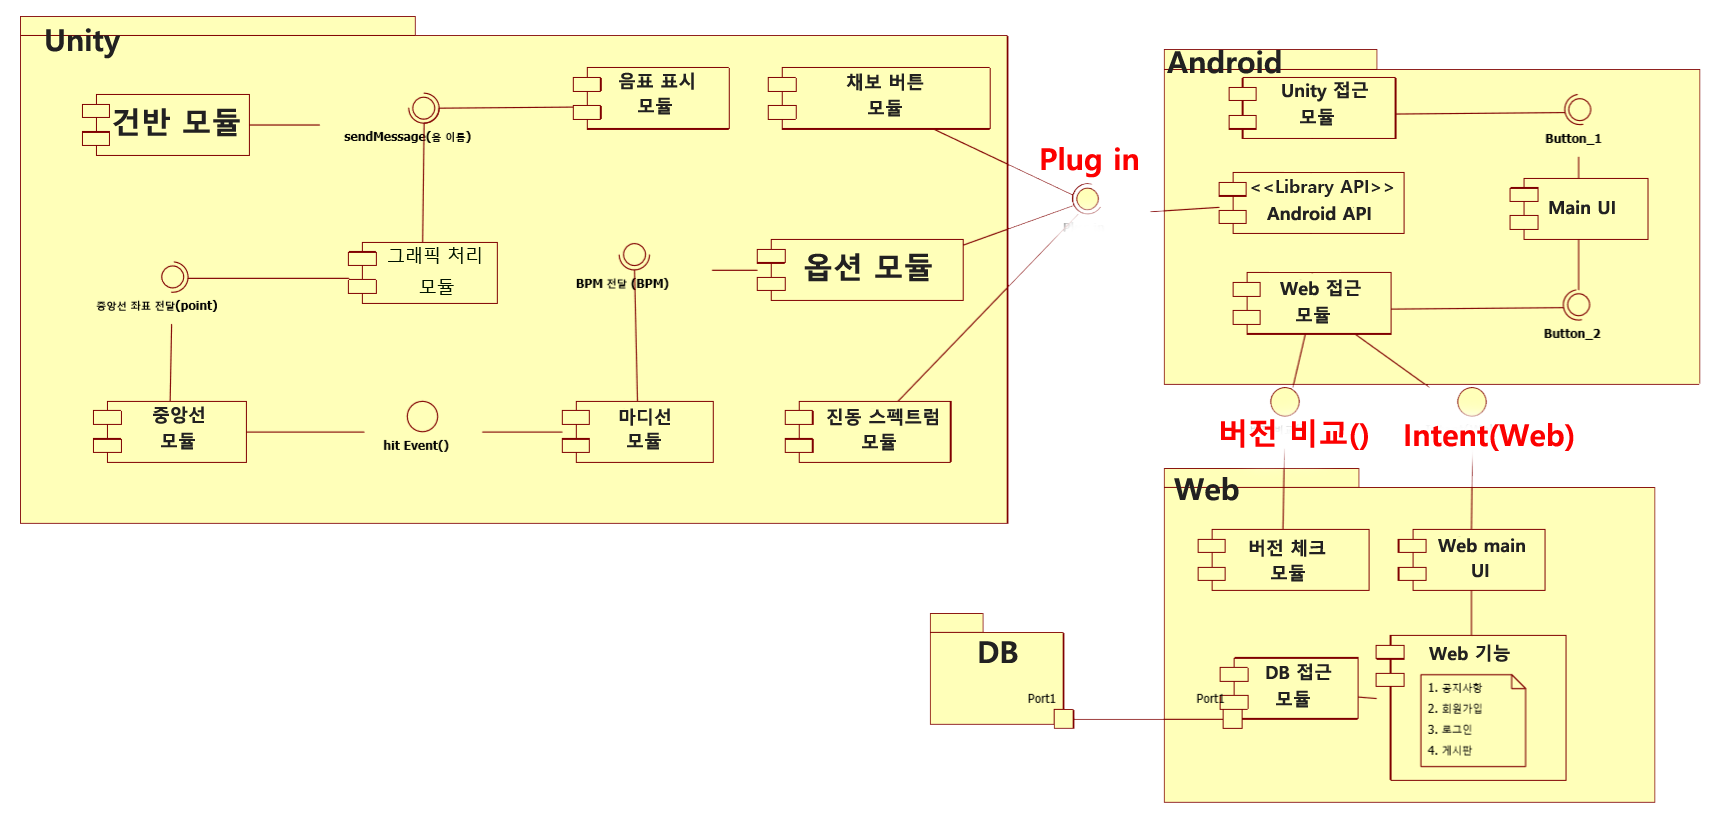 Unity
건반 모듈
sendMessage(음 이름)
음표 표시
모듈
채보 버튼
모듈
그래픽 처리
모듈
중앙선 좌표 전달(point)
BPM 전달 (BPM)
옵션 모듈
중앙선
모듈
hit Event()
마디선
모듈
진동 스펙트럼
모듈
Plug in
Android
Unity 접근
모듈
Button_1
<<Library API>>
Android API
Main UI
Web 접근
모듈
Button_2
버전 비교()
Intent(Web)
Web
버전 체크
모듈
Web main
UI
DB
Port1
Port1
DB 접근
모듈
Web 기능
1. 공지사항
2. 회원가입
3. 로그인
4. 게시판